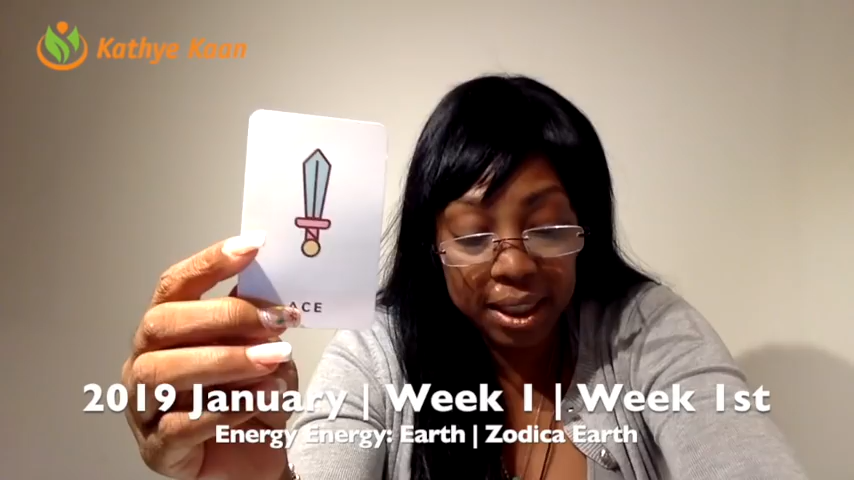 Kathye Kaan
ACE
2019 January | Week 1 | Week 1st
Energy Energy: Earth | Zodica Earth